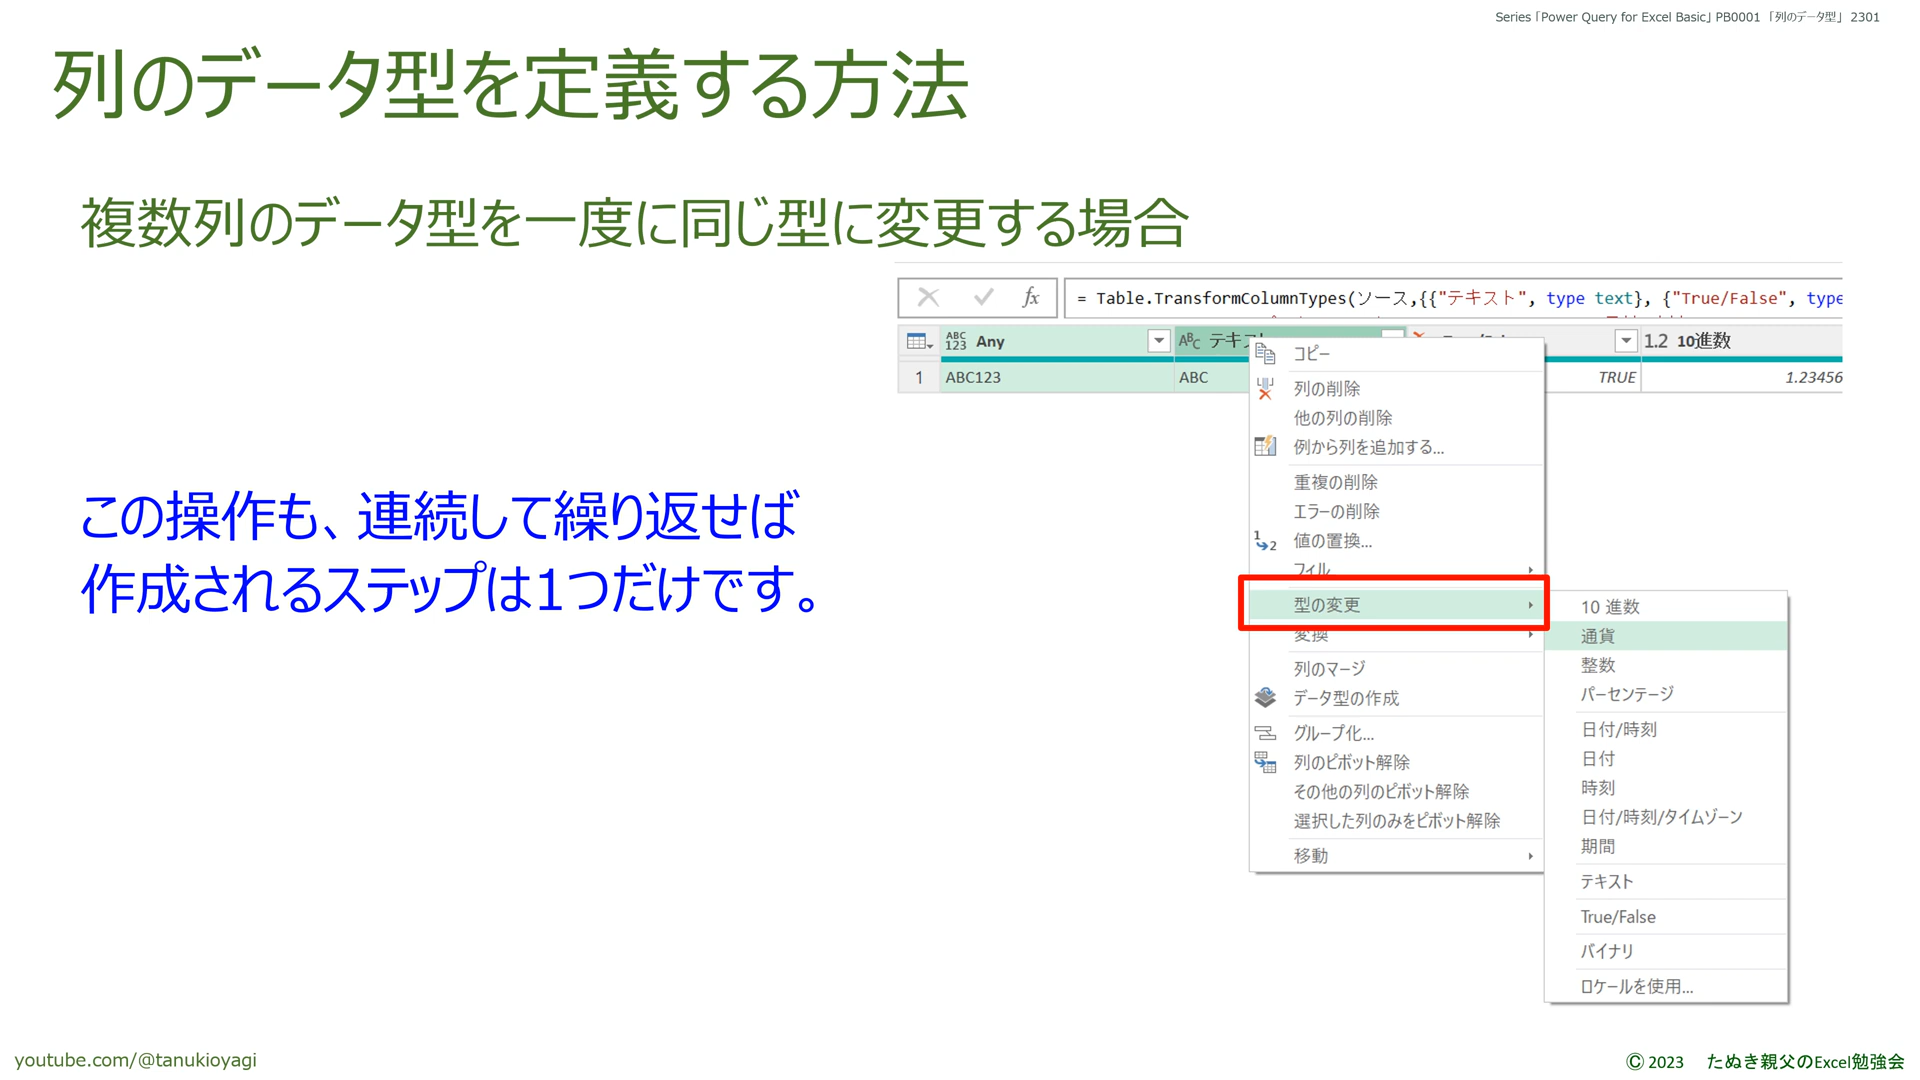 Series「Power Query for Excel Basic」PB0001「列のデータ型」 2301
列のデータ型を定義する方法
複数列のデータ型を一度に同じ型に変更する場合
fx
= Table.TransformColumnTypes(ソース,{{"テキスト", type text}, {"True/False", type
ABC 123 Any
ABC テキス
1.2 10進数
1 ABC123 ABC TRUE 1.23456
この操作も、連続して繰り返せば
作成されるステップは1つだけです。
コピー
列の削除
他の列の削除
例から列を追加する...
重複の削除
エラーの削除
1 2 値の置換...
フィル
型の変更
変換
列のマージ
データ型の作成
グループ化...
列のピボット解除
その他の列のピボット解除
選択した列のみをピボット解除
移動
10 進数
通貨
整数
パーセンテージ
日付/時刻
日付
時刻
日付/時刻/タイムゾーン
期間
テキスト
True/False
バイナリ
ロケールを使用...
youtube.com/@tanukioyagi
© 2023 たぬき親父のExcel勉強会